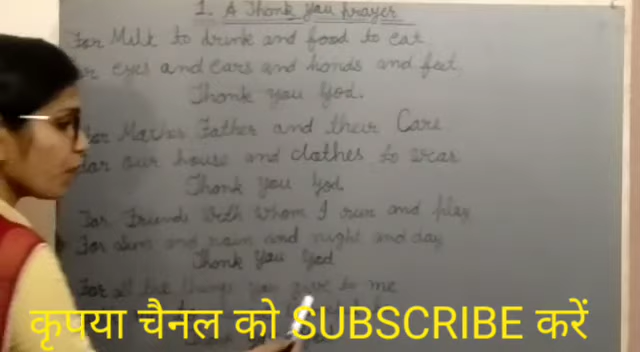 1. A Thank you prayer
For Milk to drink and food to eat
For eyes and ears and hands and feet,
Thank you God.
For Mother Father and their Care
For our house and clothes to wear
Thank You God.
For Friends With Whom I run and play
For Sun and rain and night and day
Thank You God
For all the things you give to me
कृपया चैनल को SUBSCRIBE करें